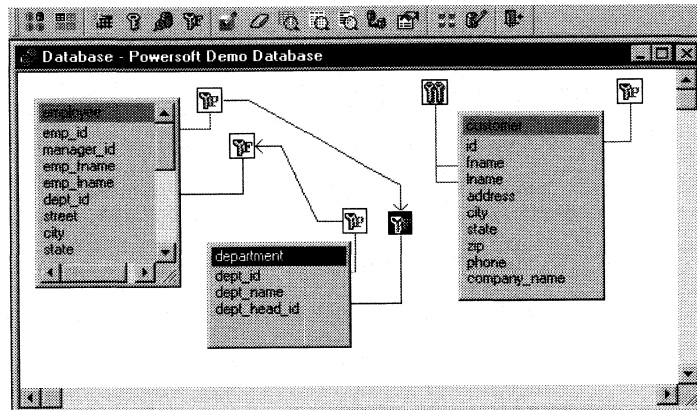 Database - Powersoft Demo Database
employee
emp_id
manager_id
emp_fname
emp_lname
dept_id
street
city
state
department
dept_id
dept_name
dept_head_id
customer
id
fname
lname
address
city
state
zip
phone
company_name